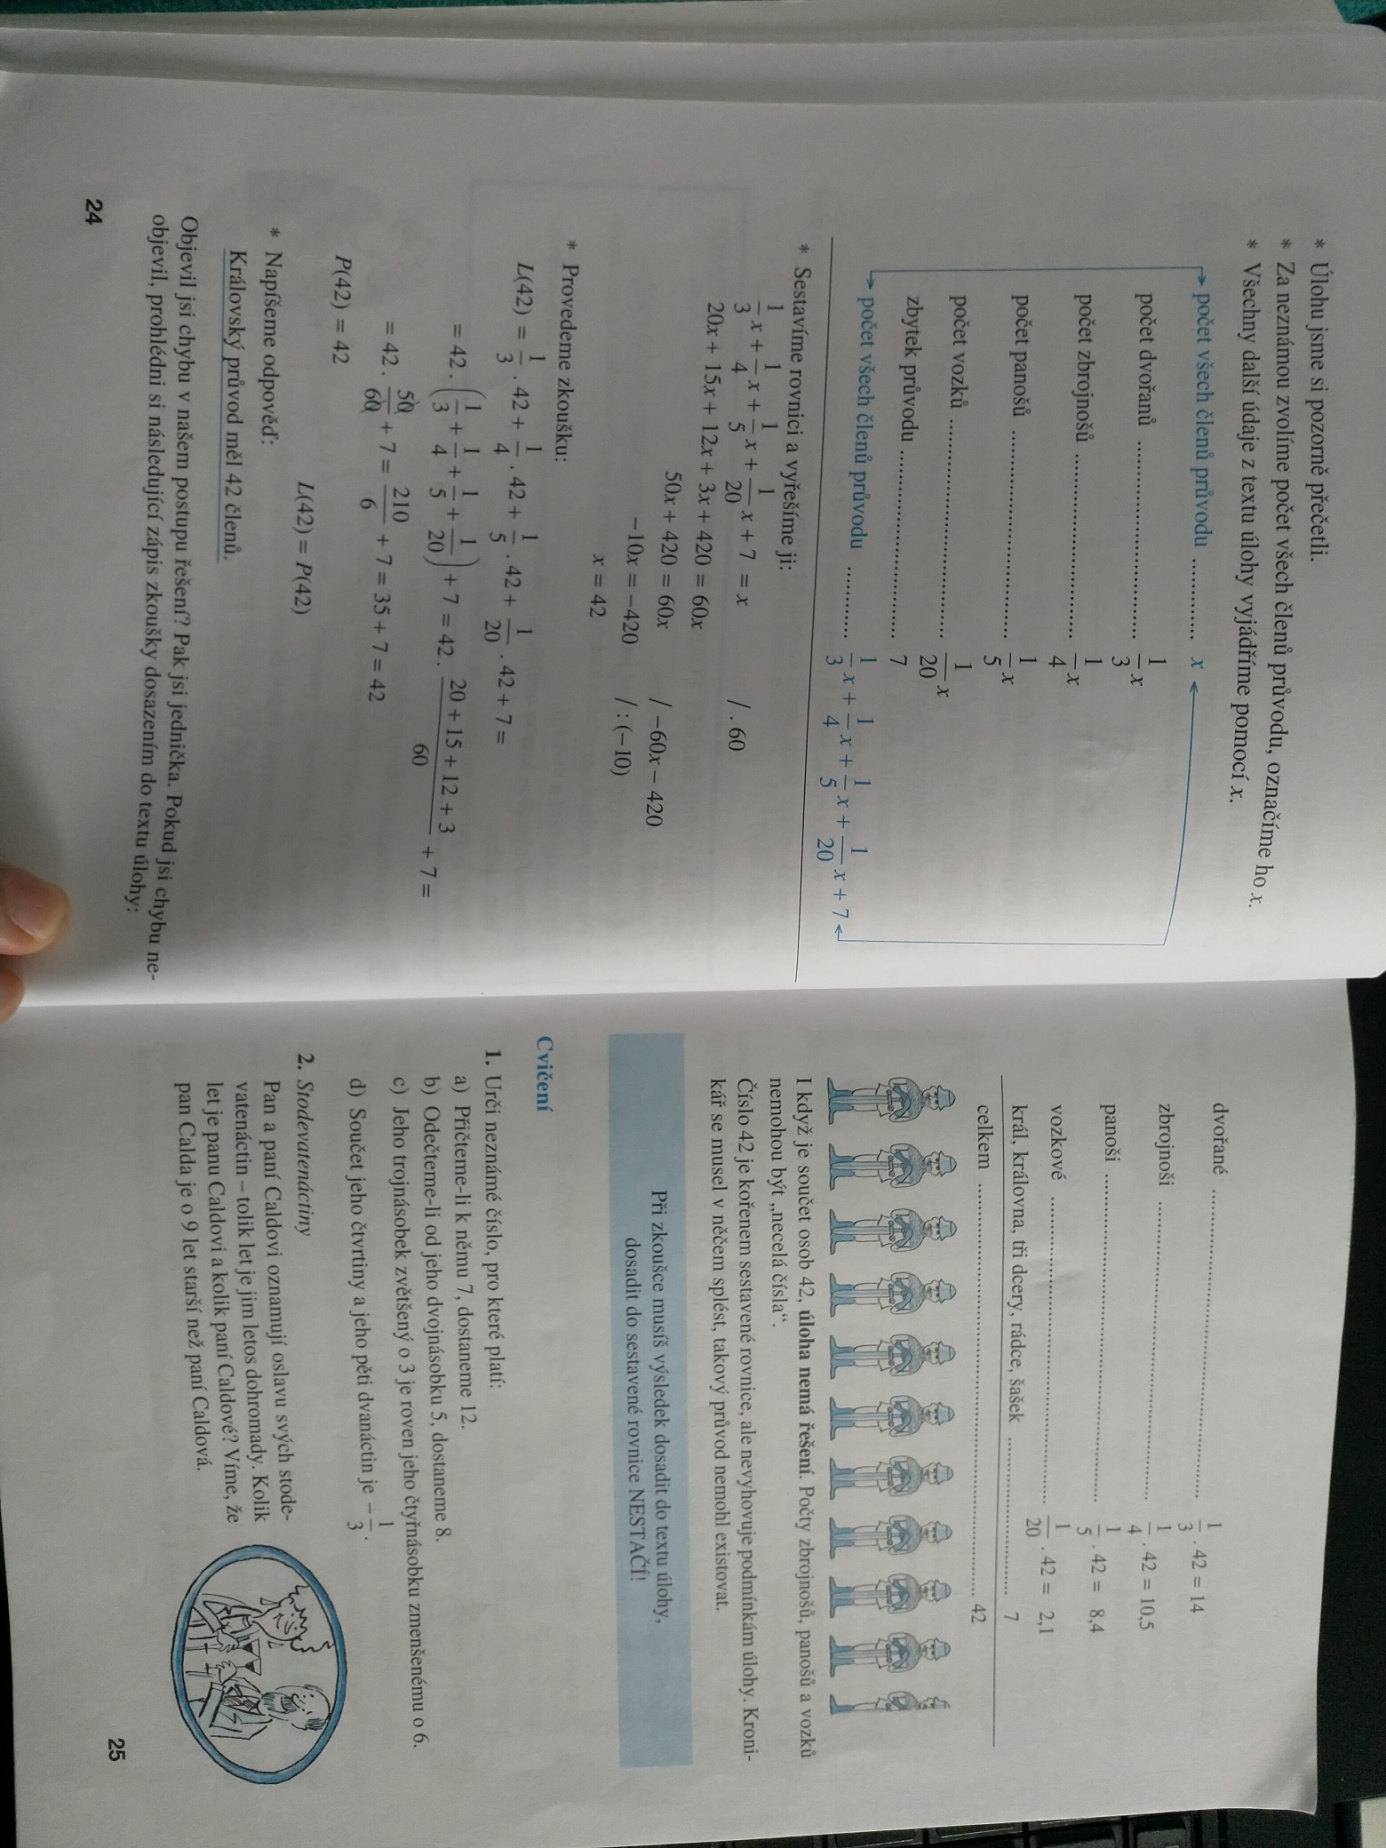 * Úlohu jsme si pozorně přečetli.
* Za neznámou zvolíme počet všech členů průvodu, označíme ho x.
* Všechny další údaje z textu úlohy vyjádříme pomocí x.
počet všech členů průvodu ............ x
počet dvořanů ............ 1/3 x
počet zbrojnošů ............ 1/4 x
počet panošů ............ 1/5 x
počet vozků ............ 1/20 x
zbytek průvodu ............ 7
počet všech členů průvodu ............ 1/3 x + 1/4 x + 1/5 x + 1/20 x + 7
* Sestavíme rovnici a vyřešíme ji:
1/3 x + 1/4 x + 1/5 x + 1/20 x + 7 = x / . 60
20x + 15x + 12x + 3x + 420 = 60x
50x + 420 = 60x / −60x − 420
−10x = −420 / : (−10)
x = 42
* Provedeme zkoušku:
L(42) = 1/3 . 42 + 1/4 . 42 + 1/5 . 42 + 1/20 . 42 + 7 =
= 42 . (1/3 + 1/4 + 1/5 + 1/20) + 7 = 42 . (20 + 15 + 12 + 3)/60 + 7 =
= 42 . 50/60 + 7 = 210/6 + 7 = 35 + 7 = 42
P(42) = 42
L(42) = P(42)
* Napíšeme odpověď:
Královský průvod měl 42 členů.
Objevil jsi chybu v našem postupu řešení? Pak jsi jednička. Pokud jsi chybu ne-
objevil, prohlédni si následující zápis zkoušky dosazením do textu úlohy:
24
dvořané ............ 1/3 . 42 = 14
zbrojnoši ............ 1/4 . 42 = 10,5
panoši ............ 1/5 . 42 = 8,4
vozkové ............ 1/20 . 42 = 2,1
král, královna, tři dcery, rádce, šašek ............ 7
celkem ............ 42
I když je součet osob 42, úloha nemá řešení. Počty zbrojnošů, panošů a vozků
nemohou být „necelá čísla“.
Číslo 42 je kořenem sestavené rovnice, ale nevyhovuje podmínkám úlohy. Kroni-
kář se musel v něčem splést, takový průvod nemohl existovat.
Při zkoušce musíš výsledek dosadit do textu úlohy,
dosadit do sestavené rovnice NESTAČÍ!
Cvičení
1. Urči neznámé číslo, pro které platí:
a) Přičteme-li k němu 7, dostaneme 12.
b) Odečteme-li od jeho dvojnásobku 5, dostaneme 8.
c) Jeho trojnásobek zvětšený o 3 je roven jeho čtyřnásobku zmenšenému o 6.
d) Součet jeho čtvrtiny a jeho pěti dvanáctin je −1/3.
2. Stodevatenáctiny
Pan a paní Caldovi oznamují oslavu svých stode-
vatenáctin – tolik let je jim letos dohromady. Kolik
let je panu Caldovi a kolik paní Caldové? Víme, že
pan Calda je o 9 let starší než paní Caldová.
25